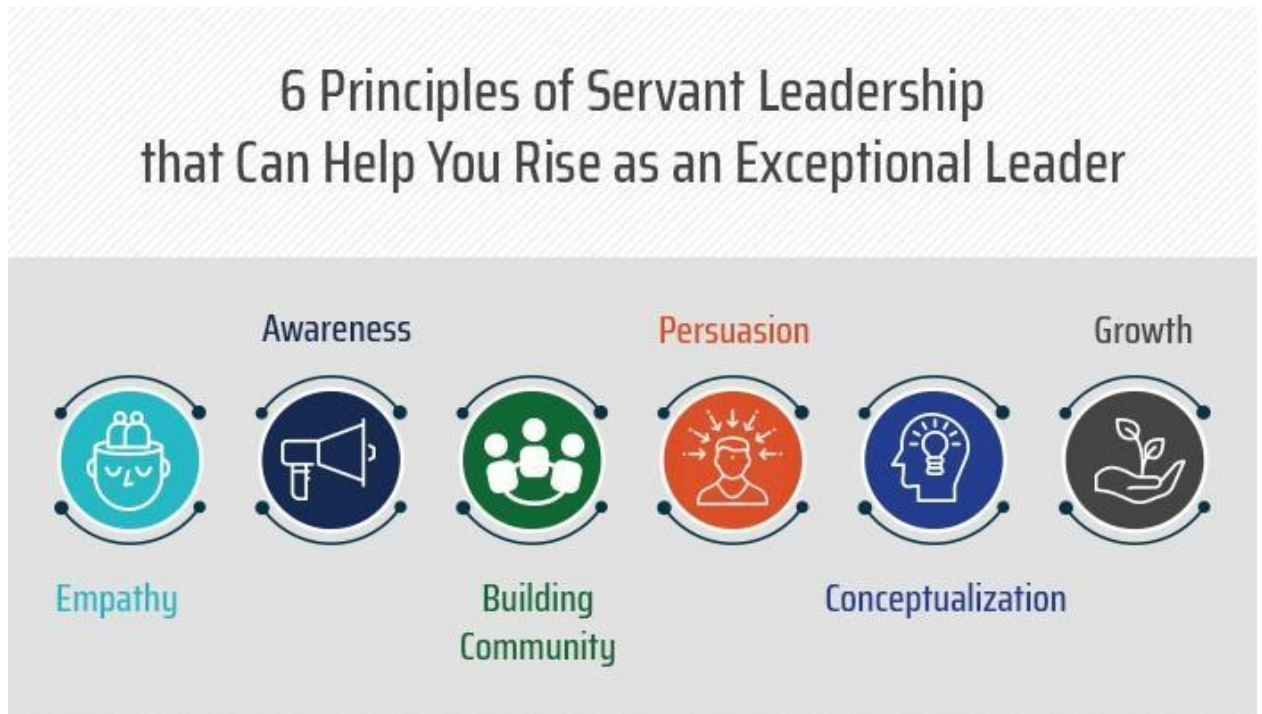 6 Principles of Servant Leadership
that Can Help You Rise as an Exceptional Leader
Empathy
Awareness
Building
Community
Persuasion
Conceptualization
Growth